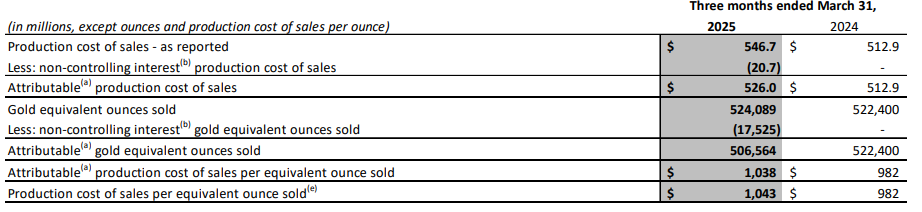 Three months ended March 31,
(in millions, except ounces and production cost of sales per ounce) 2025 2024
Production cost of sales - as reported $ 546.7 $ 512.9
Less: non-controlling interest(b) production cost of sales (20.7) -
Attributable(a) production cost of sales $ 526.0 $ 512.9
Gold equivalent ounces sold 524,089 522,400
Less: non-controlling interest(b) gold equivalent ounces sold (17,525) -
Attributable(a) gold equivalent ounces sold 506,564 522,400
Attributable(a) production cost of sales per equivalent ounce sold $ 1,038 $ 982
Production cost of sales per equivalent ounce sold(e) $ 1,043 $ 982